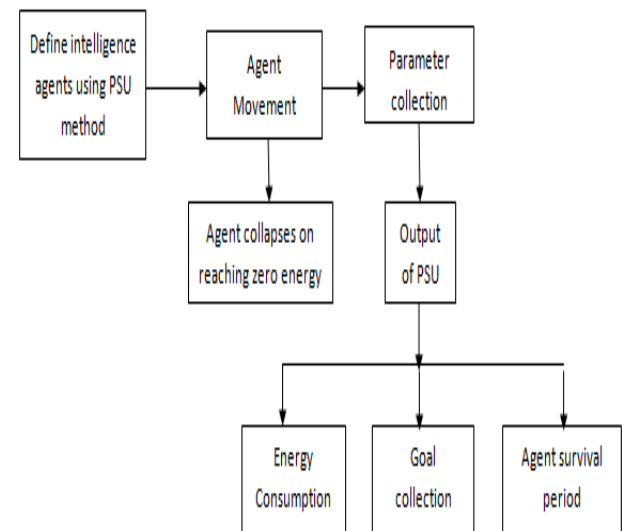 Define intelligence
agents using PSU
method
Agent
Movement
Parameter
collection
Agent collapses on
reaching zero energy
Output
of PSU
Energy
Consumption
Goal
collection
Agent survival
period